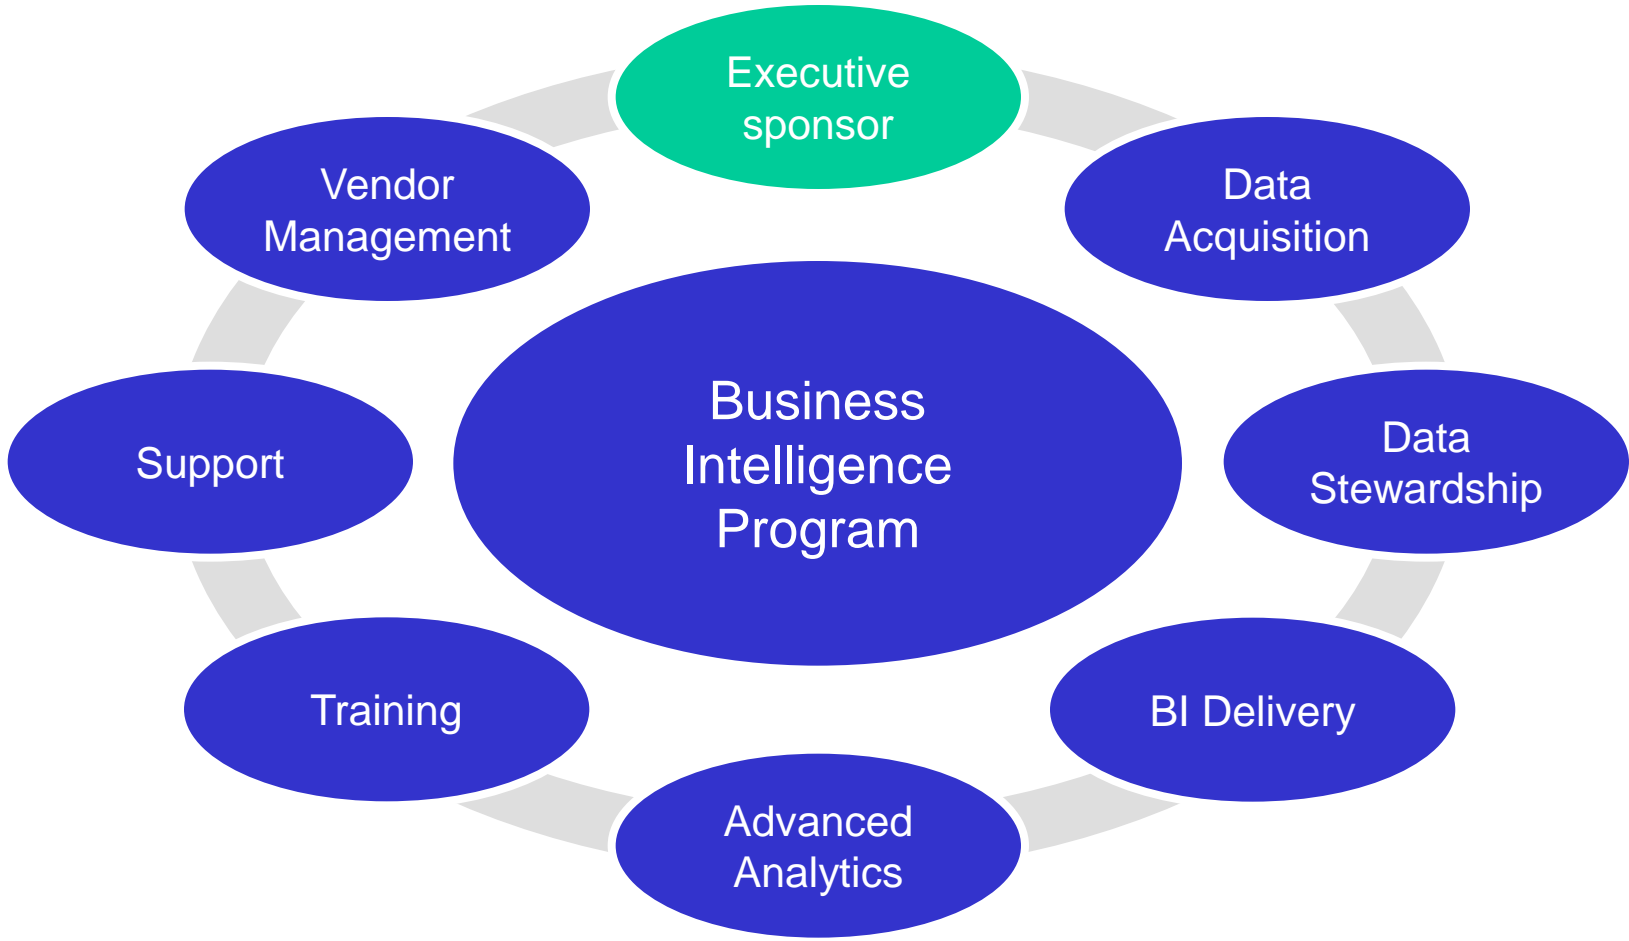 Executive
sponsor
Vendor
Management
Data
Acquisition
Business
Intelligence
Program
Support
Data
Stewardship
Training
BI Delivery
Advanced
Analytics